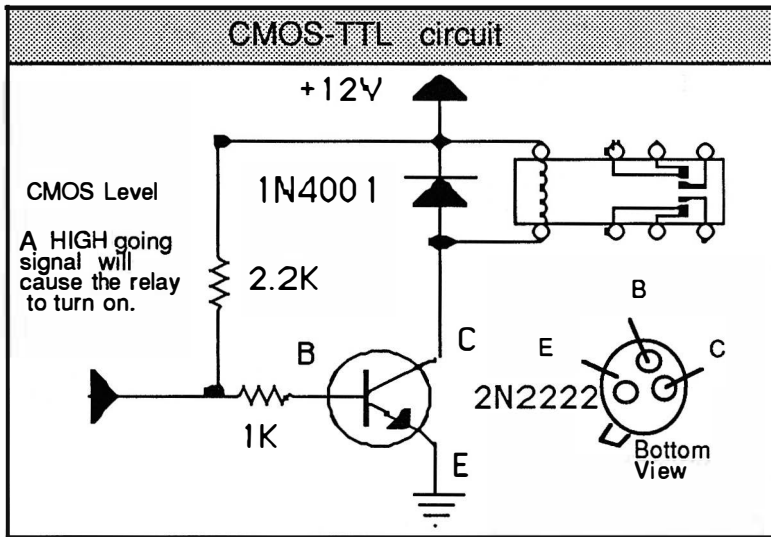 CMOS-TTL circuit
+12V
CMOS Level
1N4001
A HIGH going
signal will
cause the relay
to turn on.
2.2K
B
B
C
E
C
2N2222
1K
E
Bottom
View